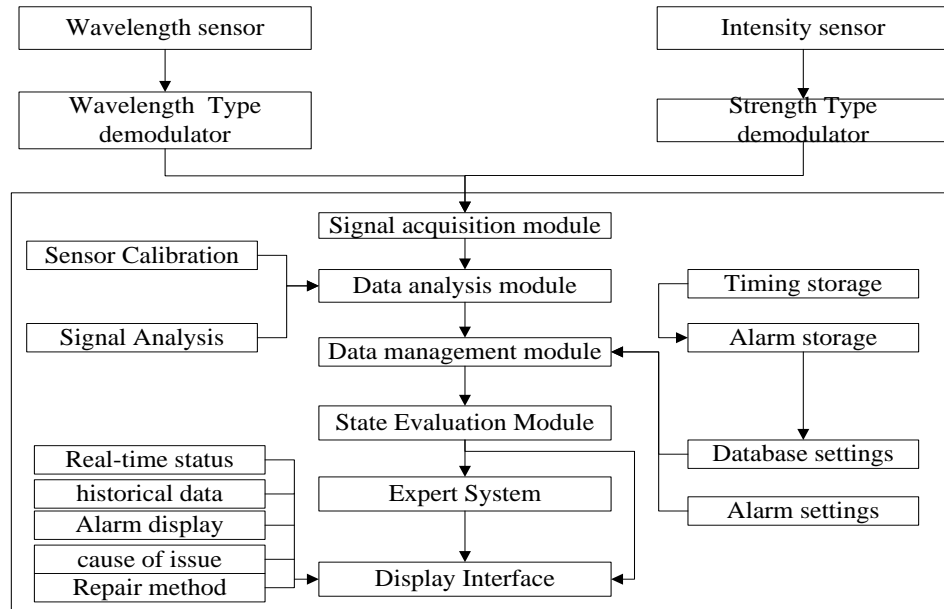 Wavelength sensor
Intensity sensor
Wavelength Type
demodulator
Strength Type
demodulator
Signal acquisition module
Sensor Calibration
Data analysis module
Timing storage
Signal Analysis
Data management module
Alarm storage
State Evaluation Module
Real-time status
Database settings
historical data
Expert System
Alarm settings
Alarm display
cause of issue
Display Interface
Repair method